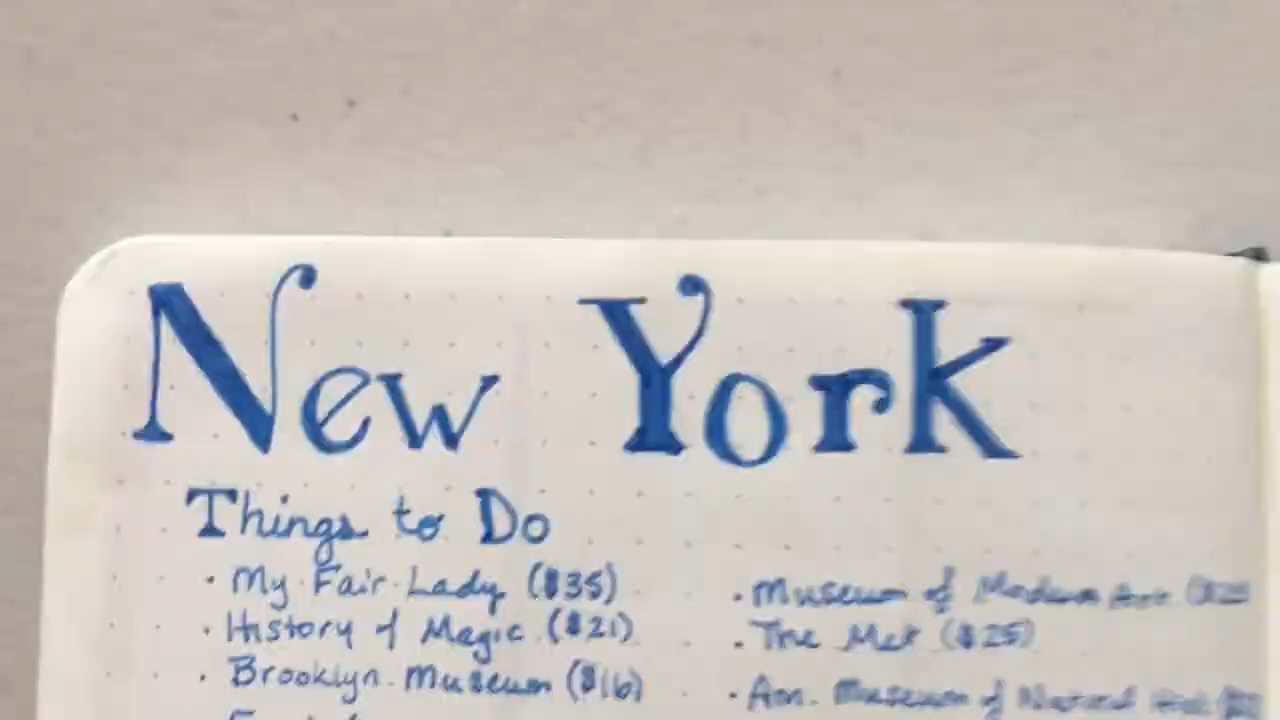 New York
Things to Do
· My Fair Lady ($35)
· History of Magic ($21)
· Brooklyn Museum ($16)
· Museum of Modern Art
· The Met ($25)
· Am. Museum of Natural